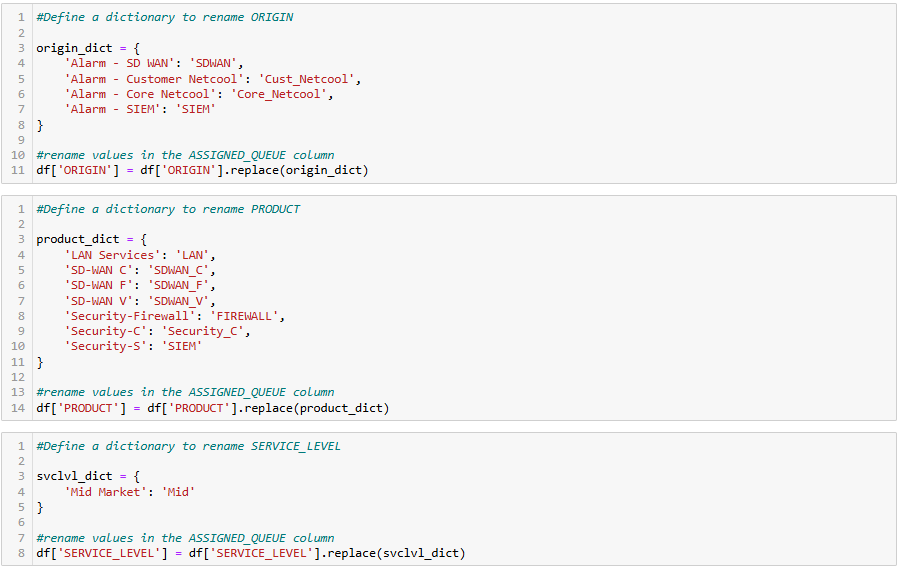 1 #Define a dictionary to rename ORIGIN
2
3 origin_dict = {
4     'Alarm - SD WAN': 'SDWAN',
5     'Alarm - Customer Netcool': 'Cust_Netcool',
6     'Alarm - Core Netcool': 'Core_Netcool',
7     'Alarm - SIEM': 'SIEM'
8 }
9
10 #rename values in the ASSIGNED_QUEUE column
11 df['ORIGIN'] = df['ORIGIN'].replace(origin_dict)
1 #Define a dictionary to rename PRODUCT
2
3 product_dict = {
4     'LAN Services': 'LAN',
5     'SD-WAN C': 'SDWAN_C',
6     'SD-WAN F': 'SDWAN_F',
7     'SD-WAN V': 'SDWAN_V',
8     'Security-Firewall': 'FIREWALL',
9     'Security-C': 'Security_C',
10     'Security-S': 'SIEM'
11 }
12
13 #rename values in the ASSIGNED_QUEUE column
14 df['PRODUCT'] = df['PRODUCT'].replace(product_dict)
1 #Define a dictionary to rename SERVICE_LEVEL
2
3 svclvl_dict = {
4     'Mid Market': 'Mid'
5 }
6
7 #rename values in the ASSIGNED_QUEUE column
8 df['SERVICE_LEVEL'] = df['SERVICE_LEVEL'].replace(svclvl_dict)